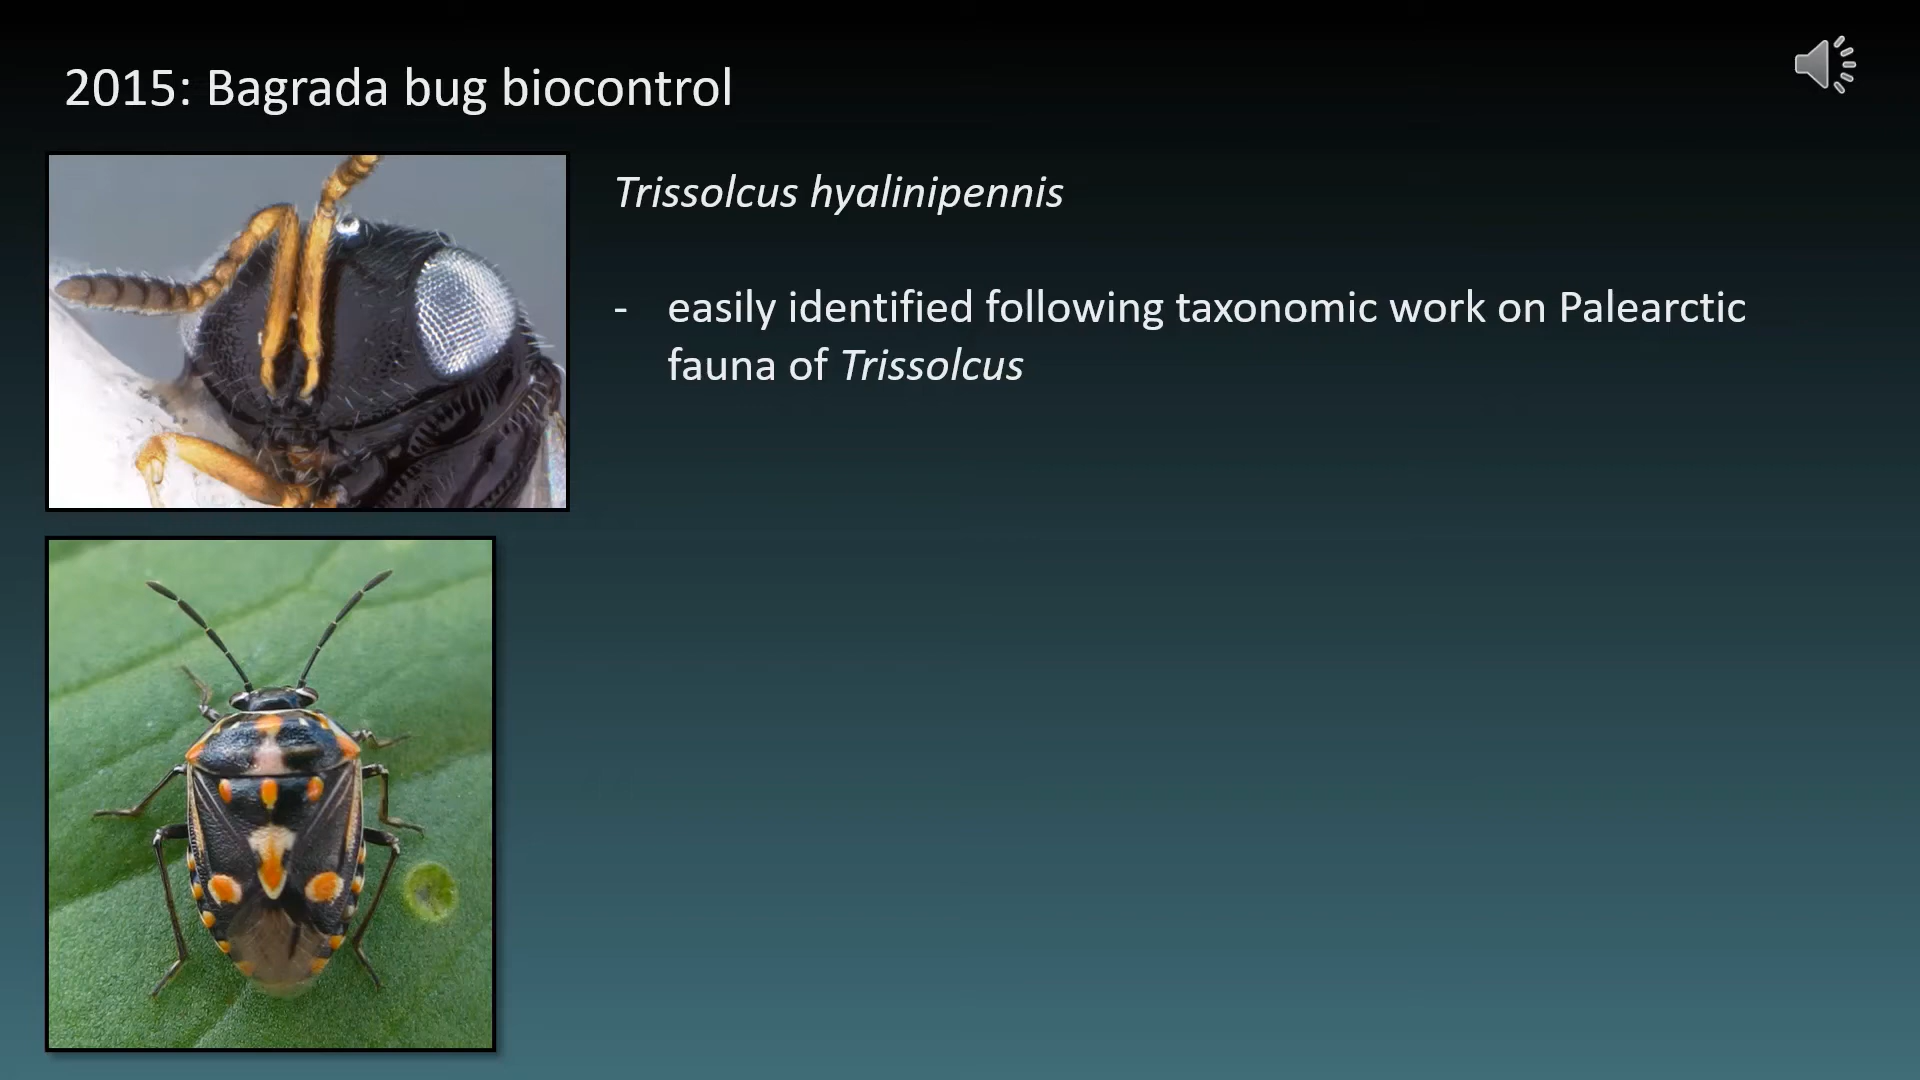 2015: Bagrada bug biocontrol
Trissolcus hyalinipennis
- easily identified following taxonomic work on Palearctic
fauna of Trissolcus